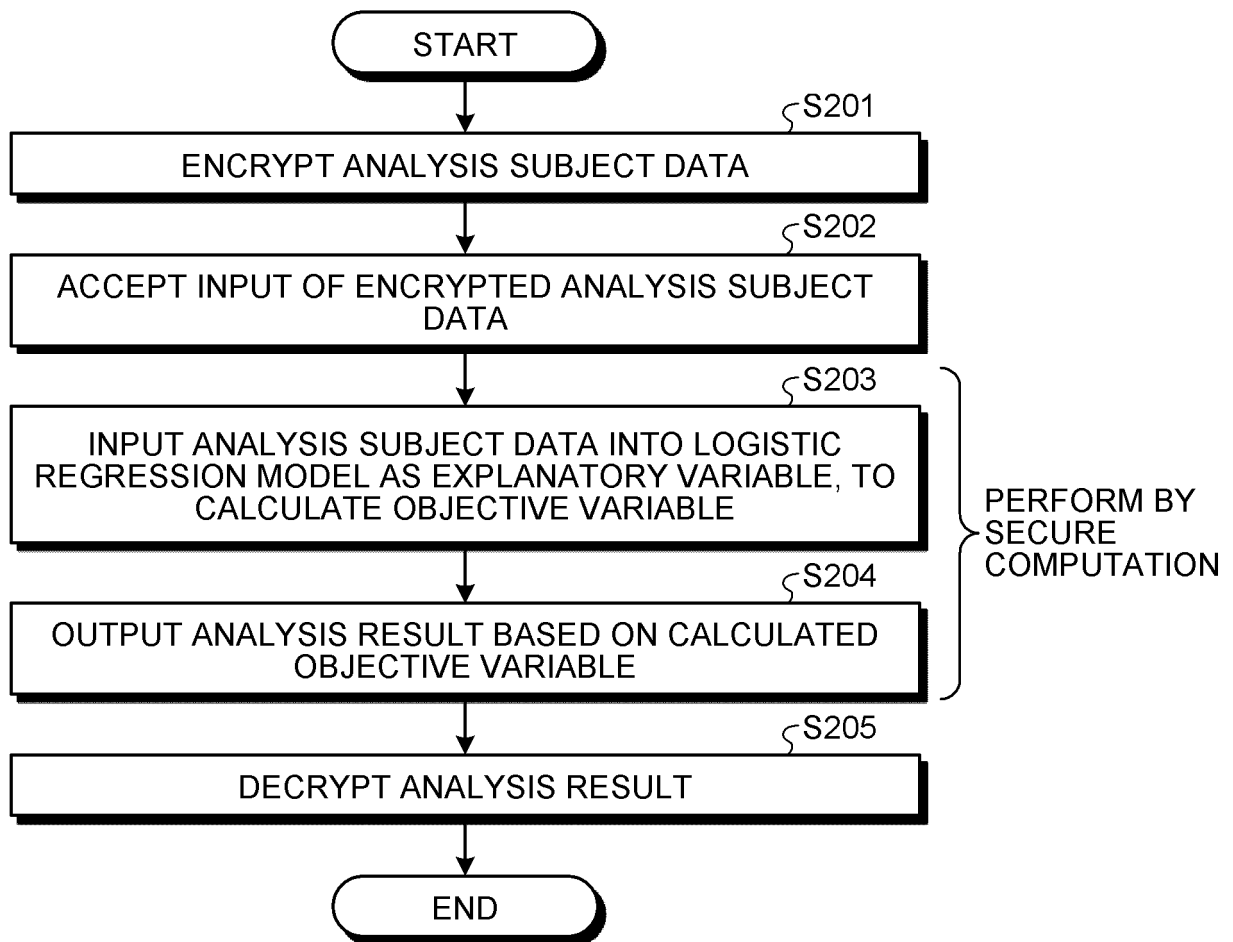 START
S201
ENCRYPT ANALYSIS SUBJECT DATA
S202
ACCEPT INPUT OF ENCRYPTED ANALYSIS SUBJECT
DATA
S203
INPUT ANALYSIS SUBJECT DATA INTO LOGISTIC
REGRESSION MODEL AS EXPLANATORY VARIABLE, TO
CALCULATE OBJECTIVE VARIABLE
PERFORM BY
SECURE
COMPUTATION
S204
OUTPUT ANALYSIS RESULT BASED ON CALCULATED
OBJECTIVE VARIABLE
S205
DECRYPT ANALYSIS RESULT
END